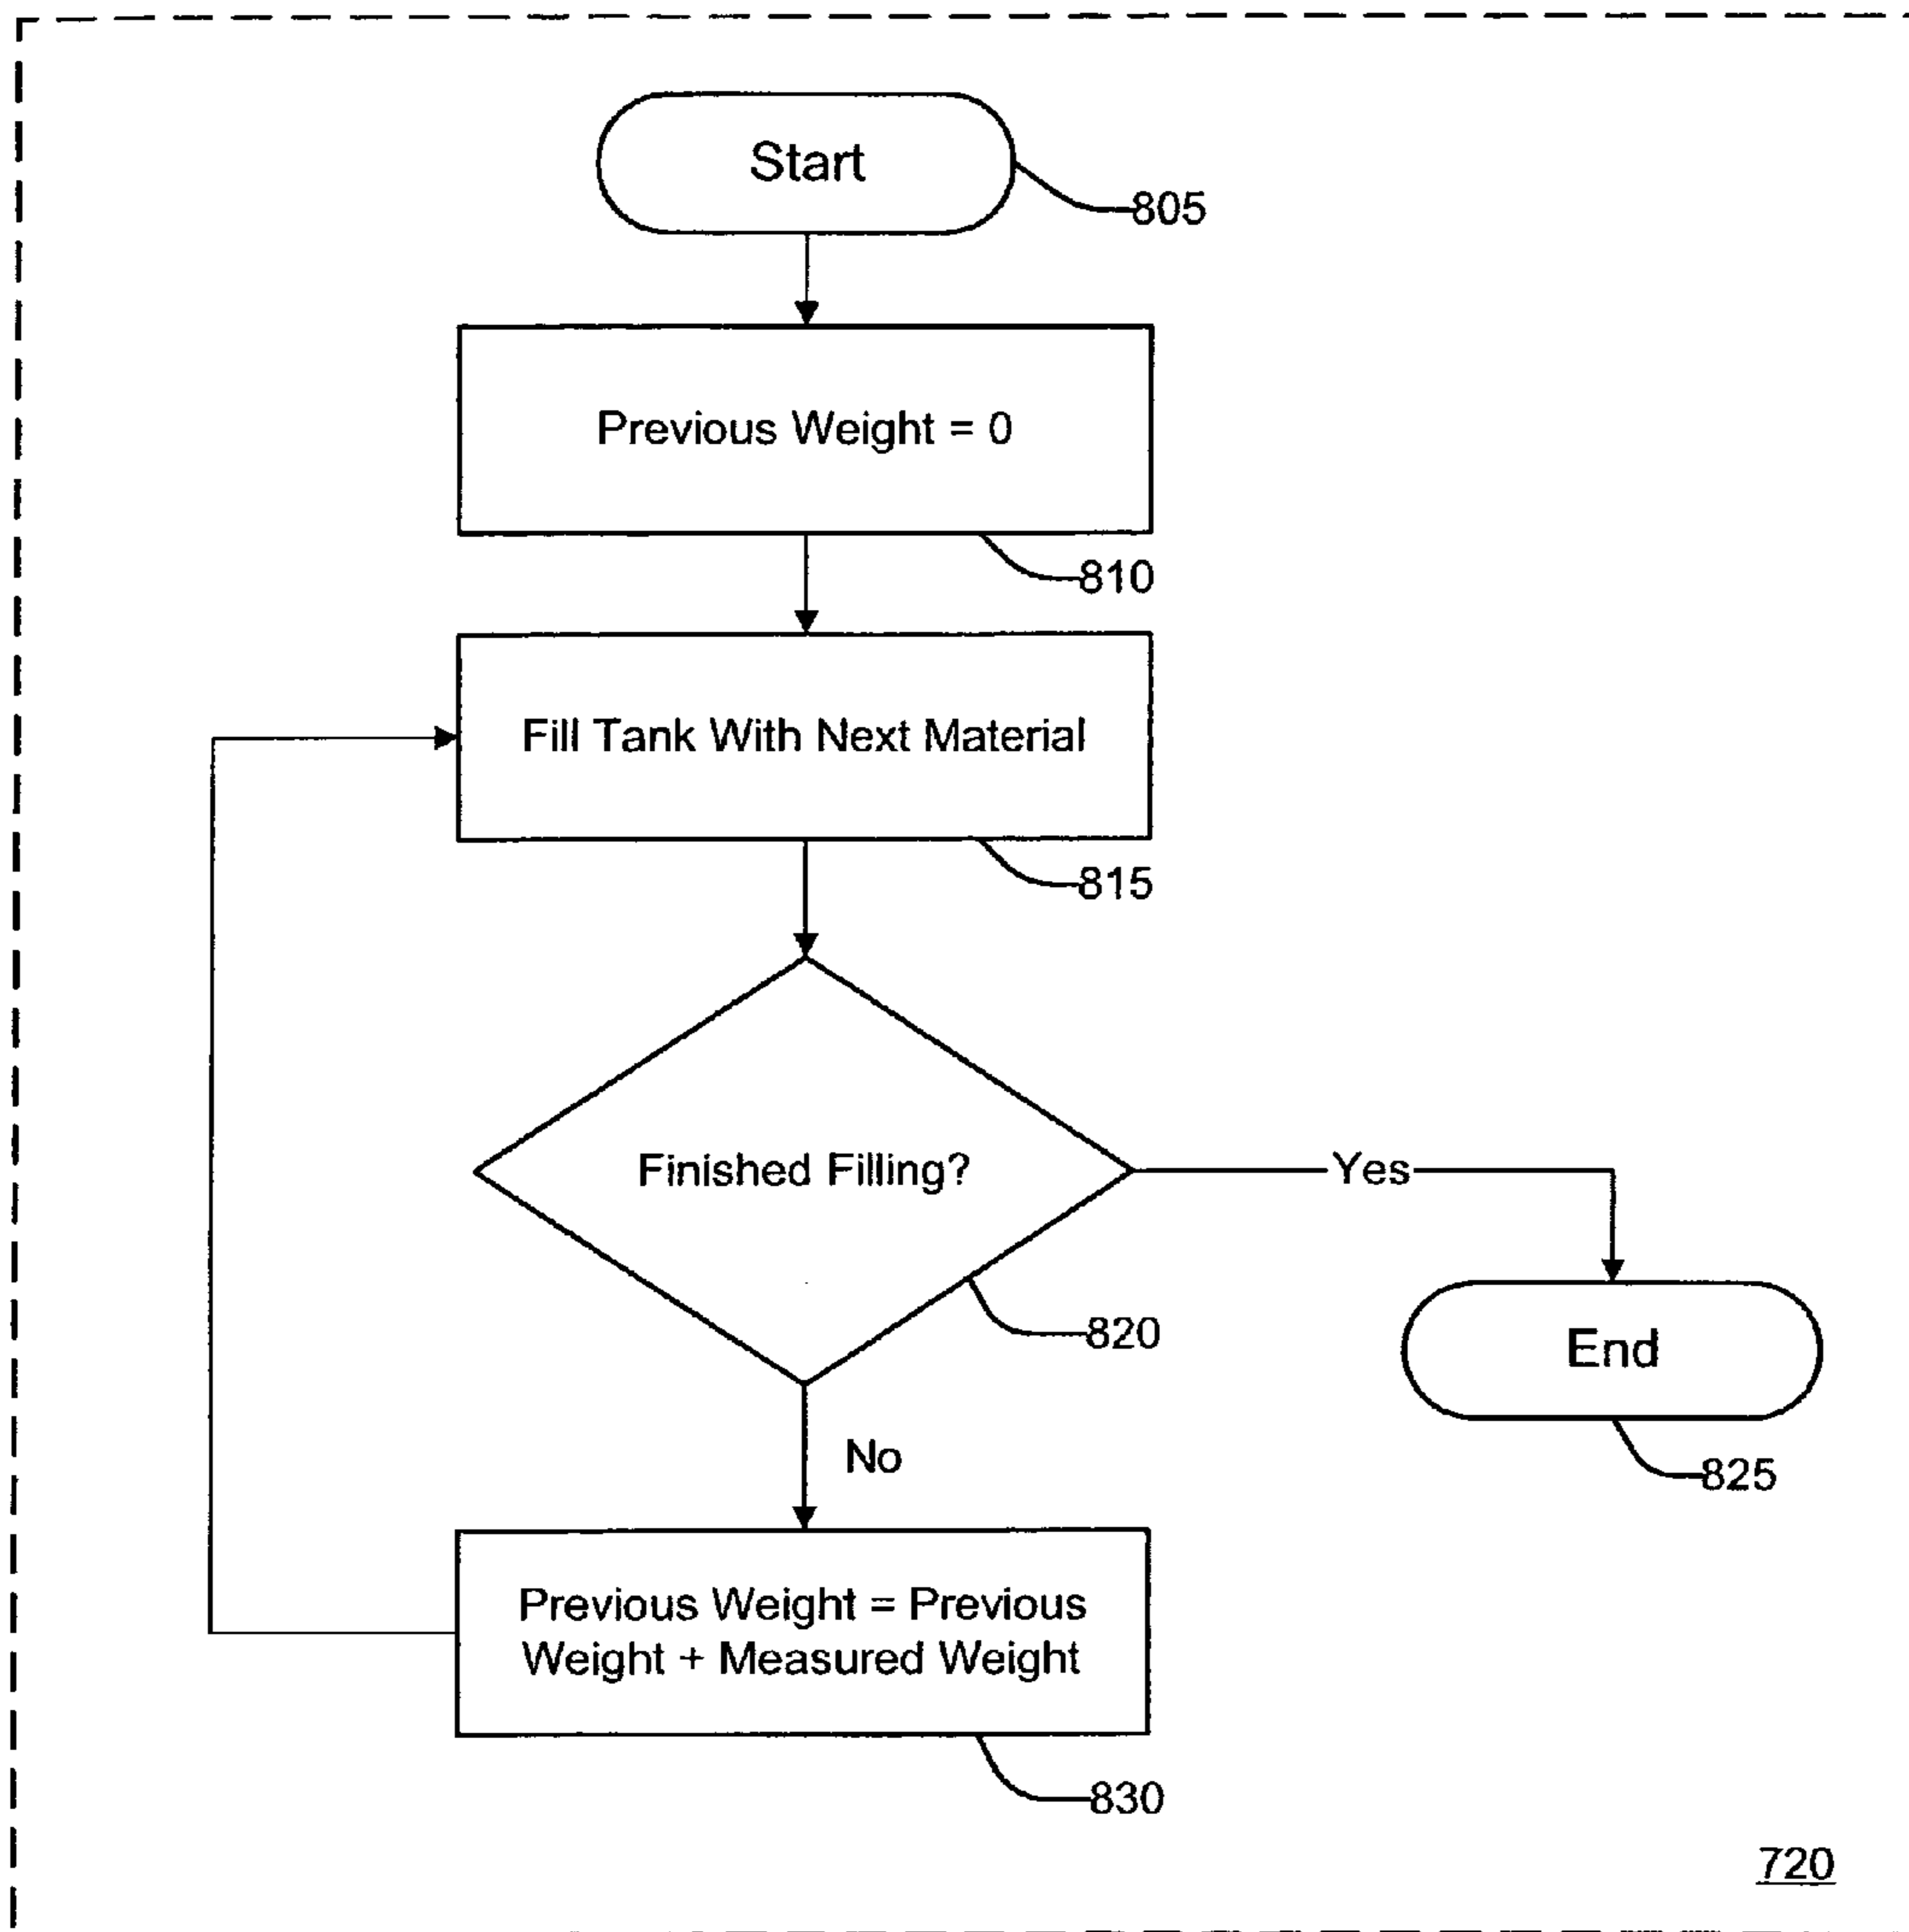 Start
805
Previous Weight = 0
810
Fill Tank With Next Material
815
Finished Filling?
Yes
820
End
No
825
Previous Weight = Previous
Weight + Measured Weight
830
720